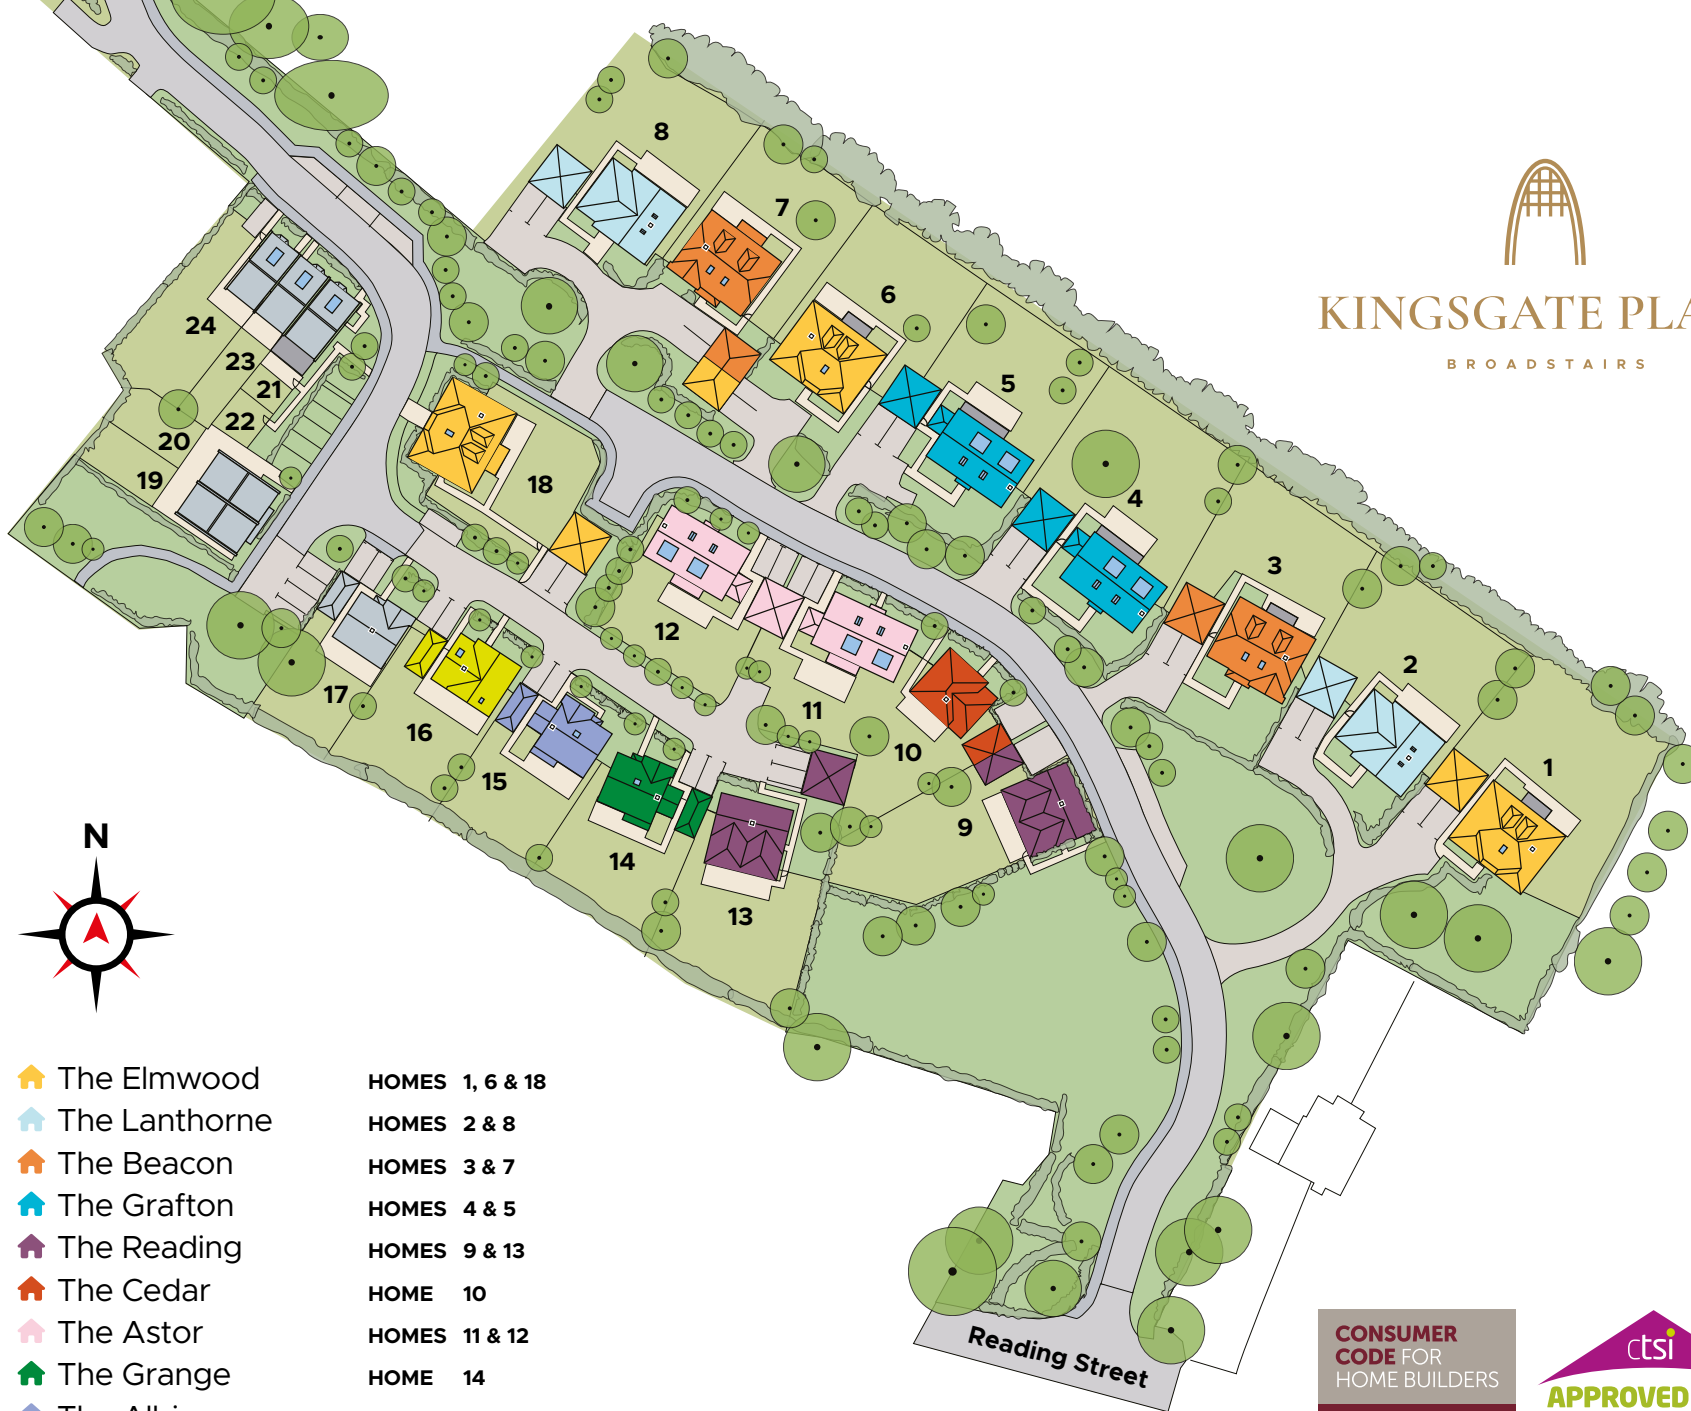 8
7
6
5
4
3
2
1
24
23
21
22
20
19
18
12
11
10
9
17
16
15
14
13
KINGSGATE
BROADSTAIRS
N
The Elmwood HOMES 1, 6 & 18
The Lanthorne HOMES 2 & 8
The Beacon HOMES 3 & 7
The Grafton HOMES 4 & 5
The Reading HOMES 9 & 13
The Cedar HOME 10
The Astor HOMES 11 & 12
The Grange HOME 14
The
Reading Street
CONSUMER
CODE FOR
HOME BUILDERS
ctsi
APPROVED